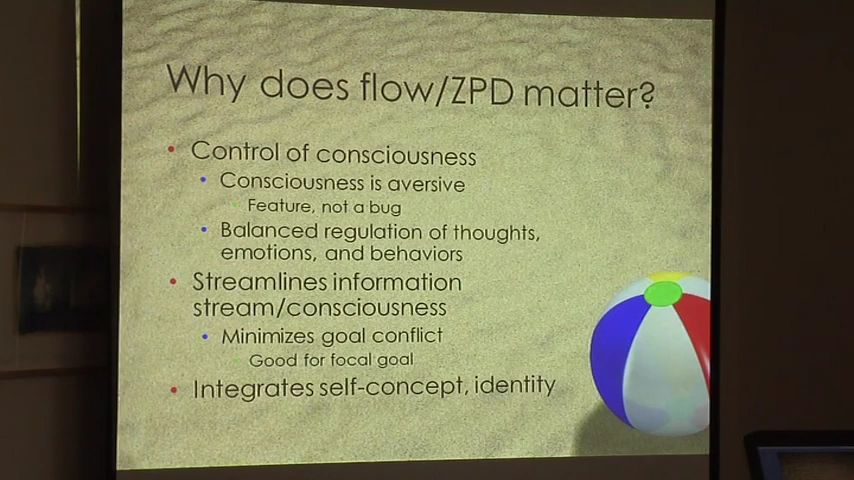 Why does flow/ZPD matter?
• Control of consciousness
• Consciousness is aversive
• Feature, not a bug
• Balanced regulation of thoughts,
emotions, and behaviors
• Streamlines information
stream/consciousness
• Minimizes goal conflict
• Good for focal goal
• Integrates self-concept, identity